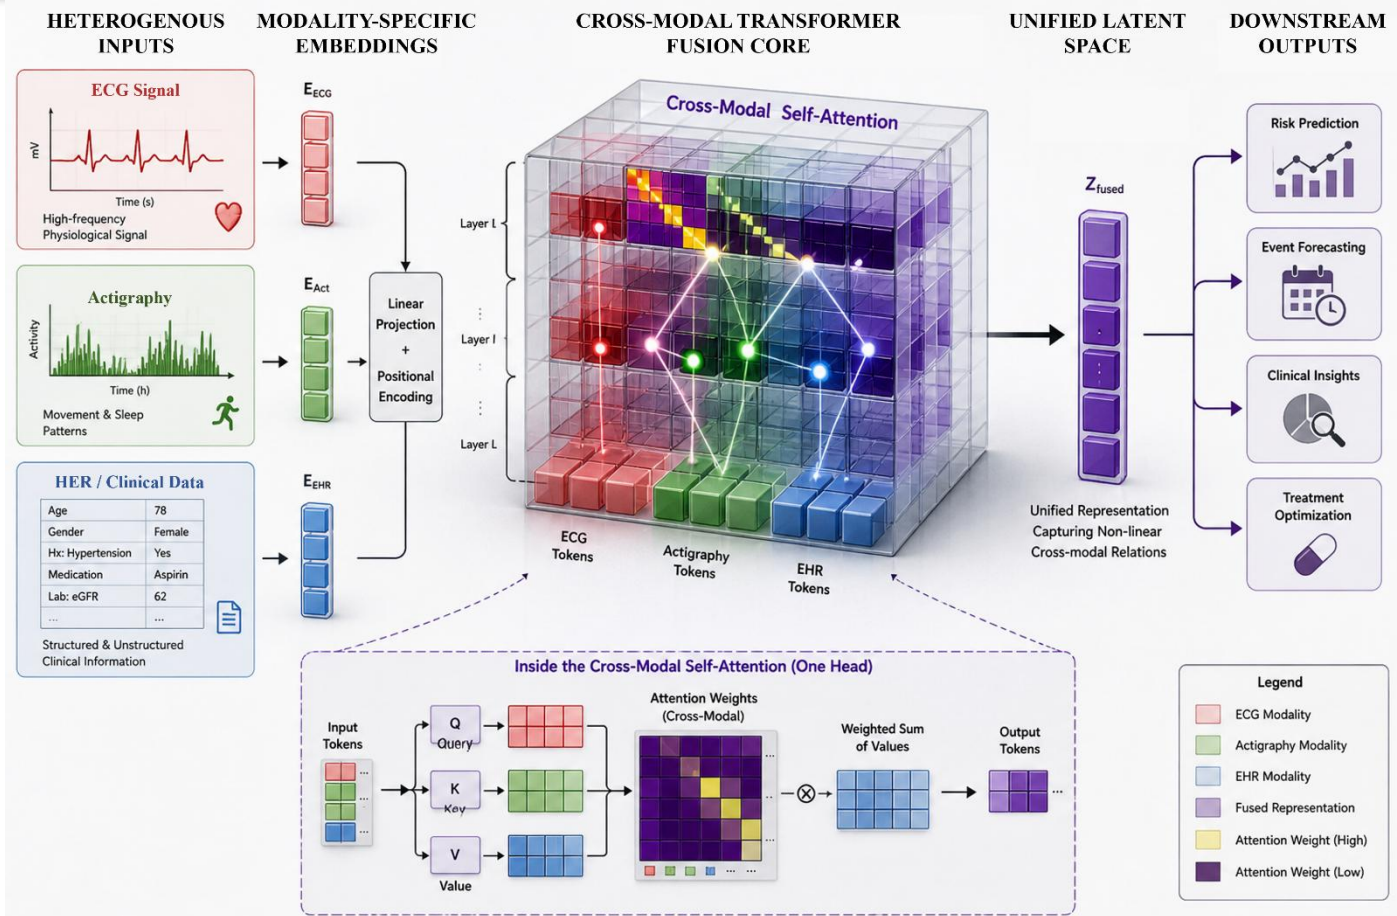 HETEROGENOUS
INPUTS
MODALITY-SPECIFIC
EMBEDDINGS
CROSS-MODAL TRANSFORMER
FUSION CORE
UNIFIED LATENT
SPACE
DOWNSTREAM
OUTPUTS
ECG Signal
mV
Time (s)
High-frequency
Physiological Signal
Actigraphy
Activity
Time (h)
Movement & Sleep
Patterns
HER / Clinical Data
Age 78
Gender Female
Hx: Hypertension Yes
Medication Aspirin
Lab: eGFR 62
... ...
Structured & Unstructured
Clinical Information
E_ECG
E_Act
E_EHR
Linear
Projection
+
Positional
Encoding
Cross-Modal Self-Attention
Layer l
Layer l
Layer L
ECG
Tokens
Actigraphy
Tokens
EHR
Tokens
Z_fused
Unified Representation
Capturing Non-linear
Cross-modal Relations
Risk Prediction
Event Forecasting
Clinical Insights
Treatment
Optimization
Inside the Cross-Modal Self-Attention (One Head)
Input
Tokens
Q
Query
K
Key
V
Value
Attention Weights
(Cross-Modal)
Weighted Sum
of Values
Output
Tokens
Legend
ECG Modality
Actigraphy Modality
EHR Modality
Fused Representation
Attention Weight (High)
Attention Weight (Low)